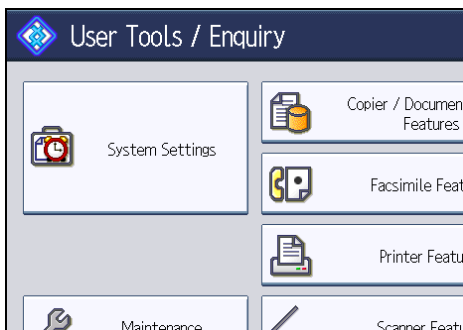 User Tools / Enquiry
System Settings
Copier / Documen
Features
Facsimile Feat
Printer Featu
Maintenance
Scanner Featu